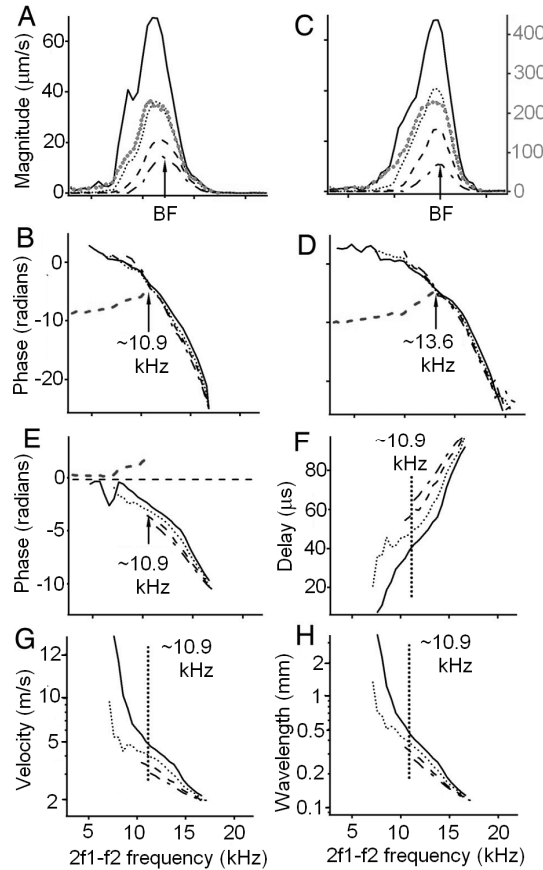 A
C
Magnitude (μm/s)
60
40
20
0
400
300
200
100
0
BF
BF
B
D
Phase (radians)
0
-10
-20
~10.9
kHz
~13.6
kHz
E
F
Phase (radians)
0
-5
-10
~10.9
kHz
Delay (μs)
80
60
40
20
~10.9
kHz
G
H
Velocity (m/s)
12
10
5
2
~10.9
kHz
Wavelength (mm)
2
1
0.5
0.1
~10.9
kHz
5 10 15 20
5 10 15 20
2f1-f2 frequency (kHz)
2f1-f2 frequency (kHz)